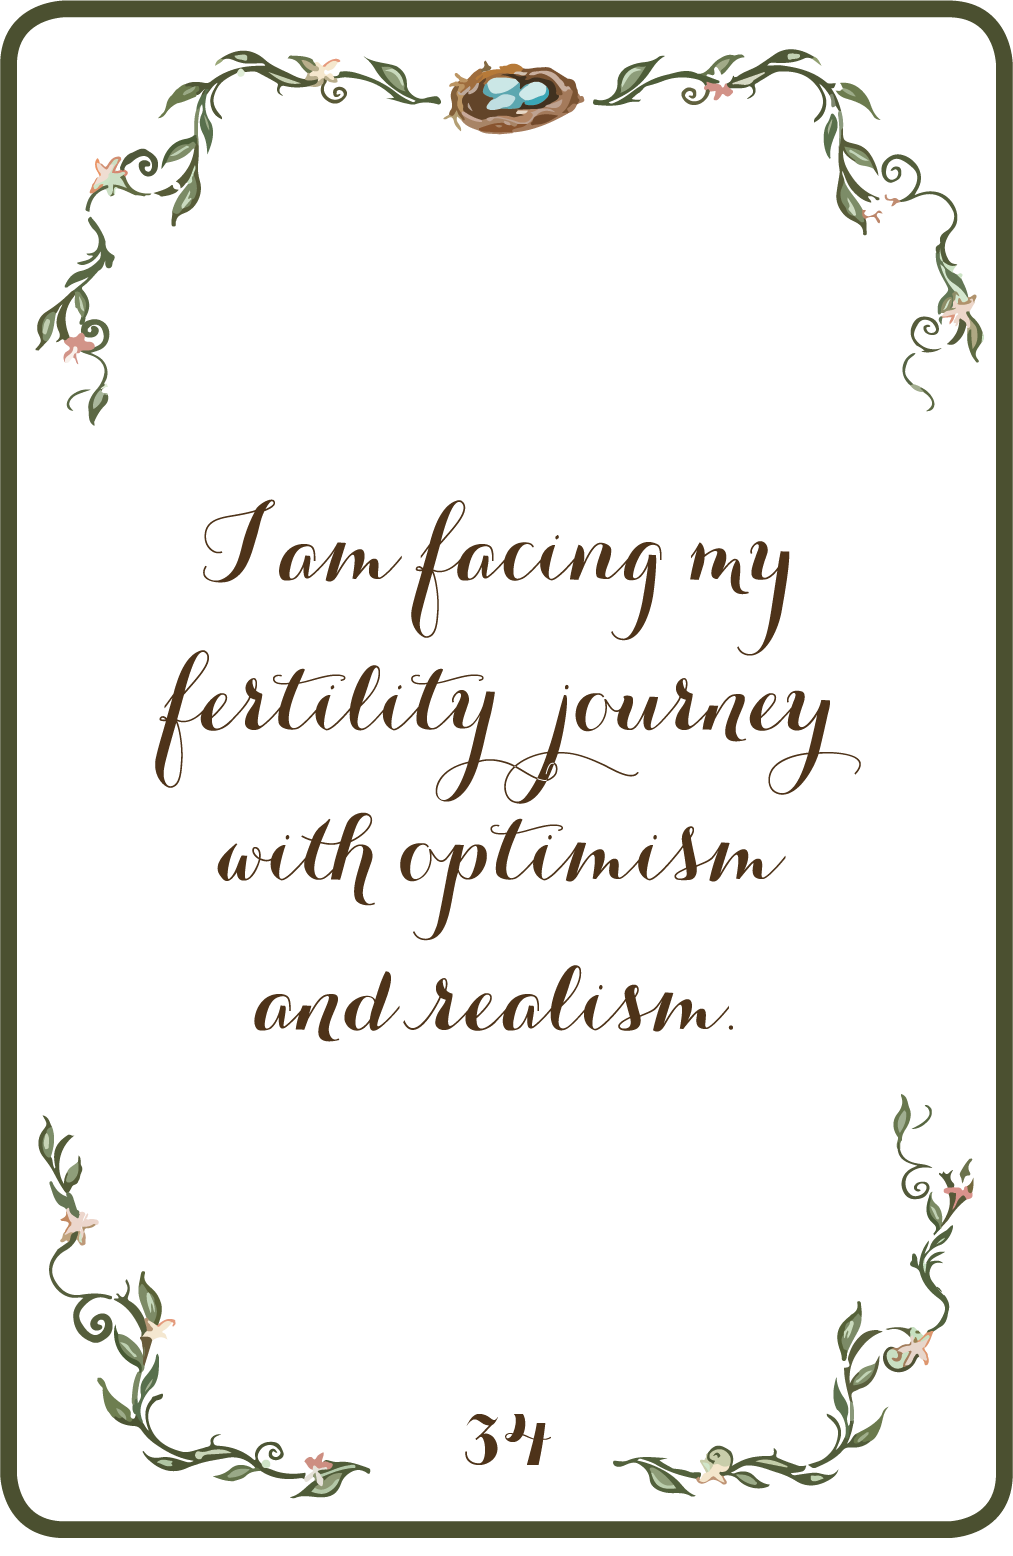 I am facing my
fertility journey
with optimism
and realism.
34